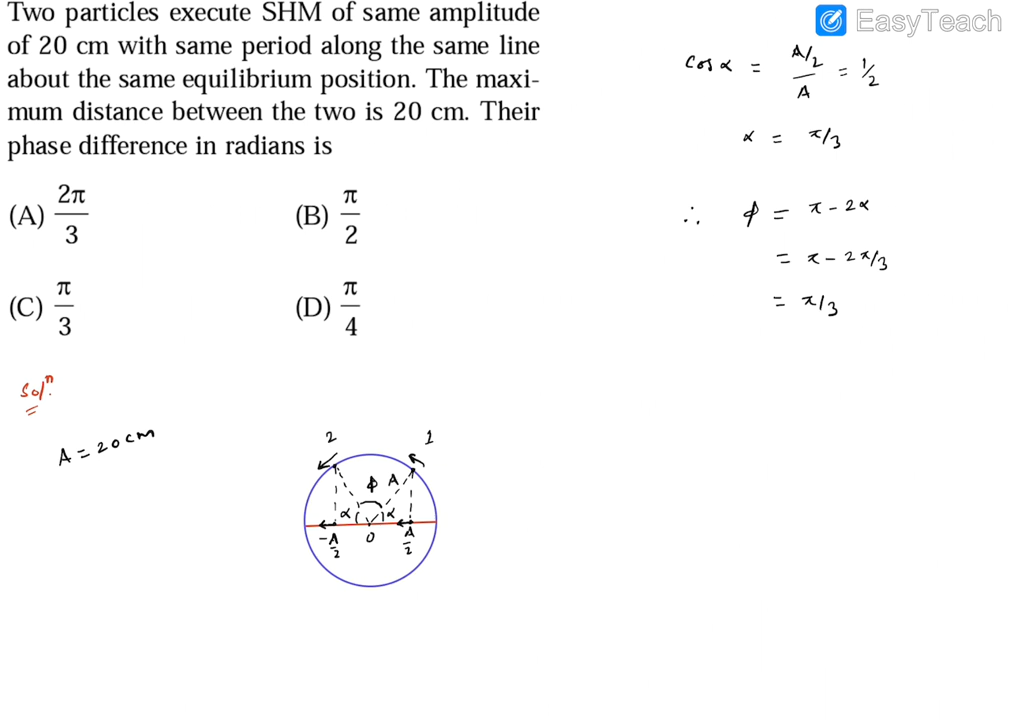 Two particles execute SHM of same amplitude
of 20 cm with same period along the same line
about the same equilibrium position. The maxi-
mum distance between the two is 20 cm. Their
phase difference in radians is
(A) 2π/3 (B) π/2
(C) π/3 (D) π/4
Solⁿ.
A = 20 cm
2 1
ϕ A
α α
-A/2 O A/2
EasyTeach
cos α = (A/2)/A = 1/2
α = π/3
∴ ϕ = π - 2α
= π - 2π/3
= π/3